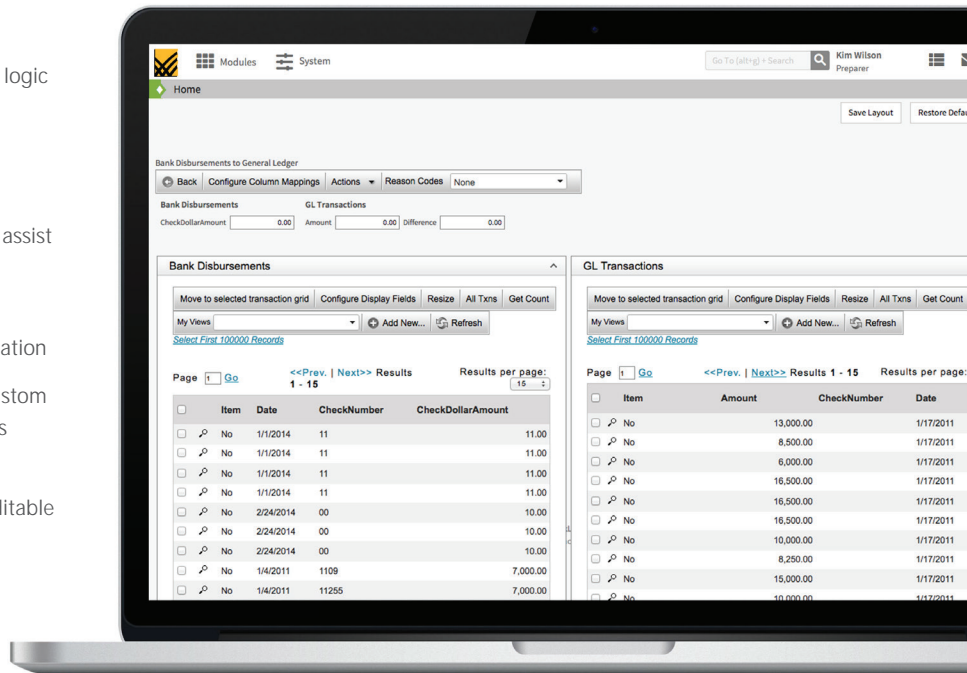 logic
assist
ation
stom
s
litable
Modules System
Go To (alt+g) + Search
Kim Wilson
Preparer
Home
Save Layout Restore Defau
Bank Disbursements to General Ledger
Back Configure Column Mappings Actions Reason Codes None
Bank Disbursements GL Transactions
CheckDollarAmount 0.00 Amount 0.00 Difference 0.00
Bank Disbursements
Move to selected transaction grid Configure Display Fields Resize All Txns Get Count
My Views Add New... Refresh
Select First 100000 Records
Page 1 Go <<Prev. | Next>> Results 1 - 15 Results per page: 15
Item Date CheckNumber CheckDollarAmount
No 1/1/2014 11 11.00
No 1/1/2014 11 11.00
No 1/1/2014 11 11.00
No 1/1/2014 11 11.00
No 2/24/2014 00 10.00
No 2/24/2014 00 10.00
No 2/24/2014 00 10.00
No 1/4/2011 1109 7,000.00
No 1/4/2011 11255 7,000.00
GL Transactions
Move to selected transaction grid Configure Display Fields Resize All Txns Get Count
My Views Add New... Refresh
Select First 100000 Records
Page 1 Go <<Prev. | Next>> Results 1 - 15 Results per page:
Item Amount CheckNumber Date
No 13,000.00 1/17/2011
No 8,500.00 1/17/2011
No 6,000.00 1/17/2011
No 16,500.00 1/17/2011
No 16,500.00 1/17/2011
No 16,500.00 1/17/2011
No 10,000.00 1/17/2011
No 8,250.00 1/17/2011
No 15,000.00 1/17/2011
No 10,000.00 1/17/2011